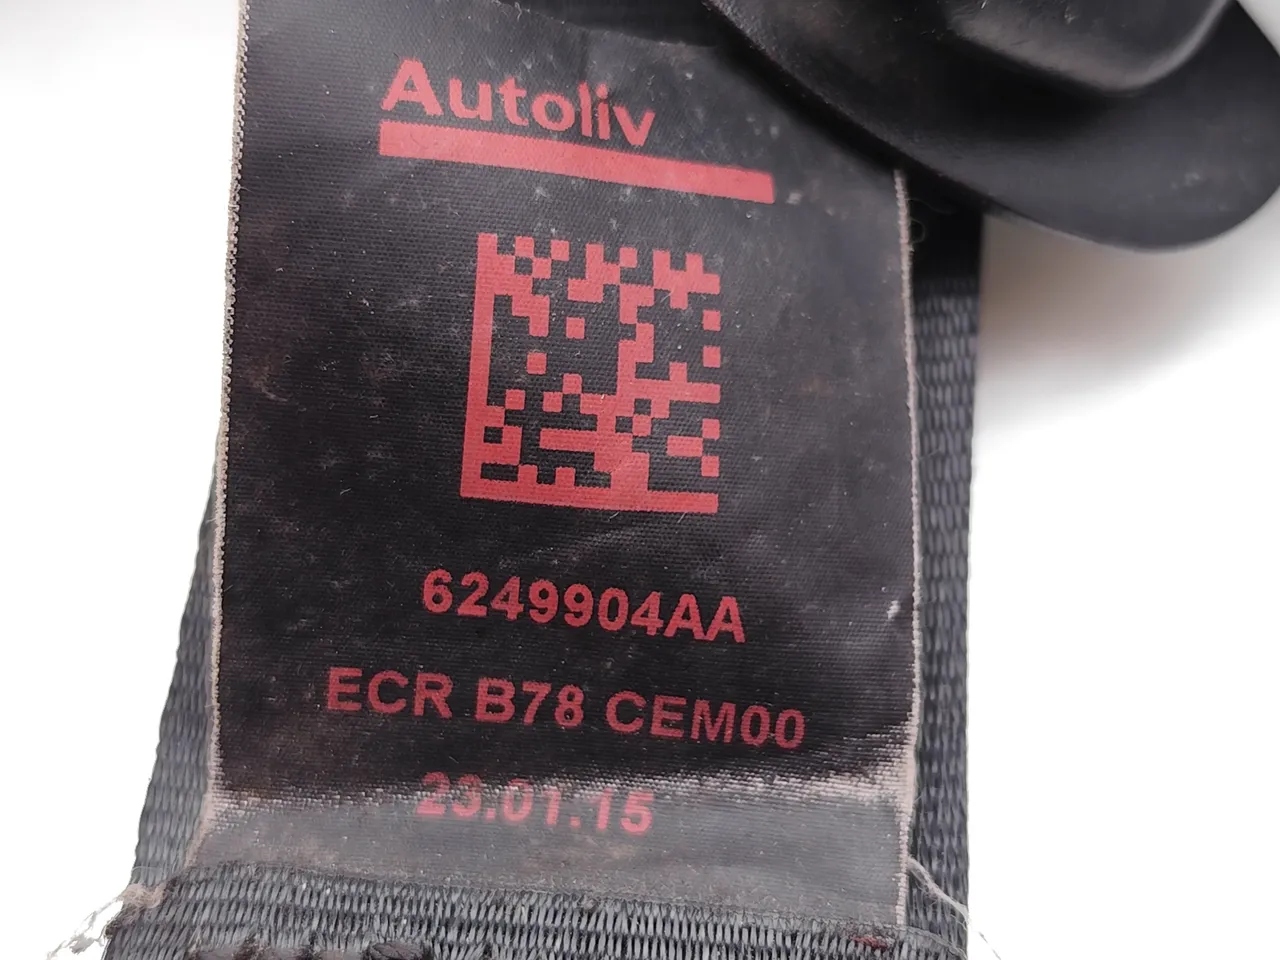 Autoliv
6249904AA
ECR B78 CEM00
23.01.15